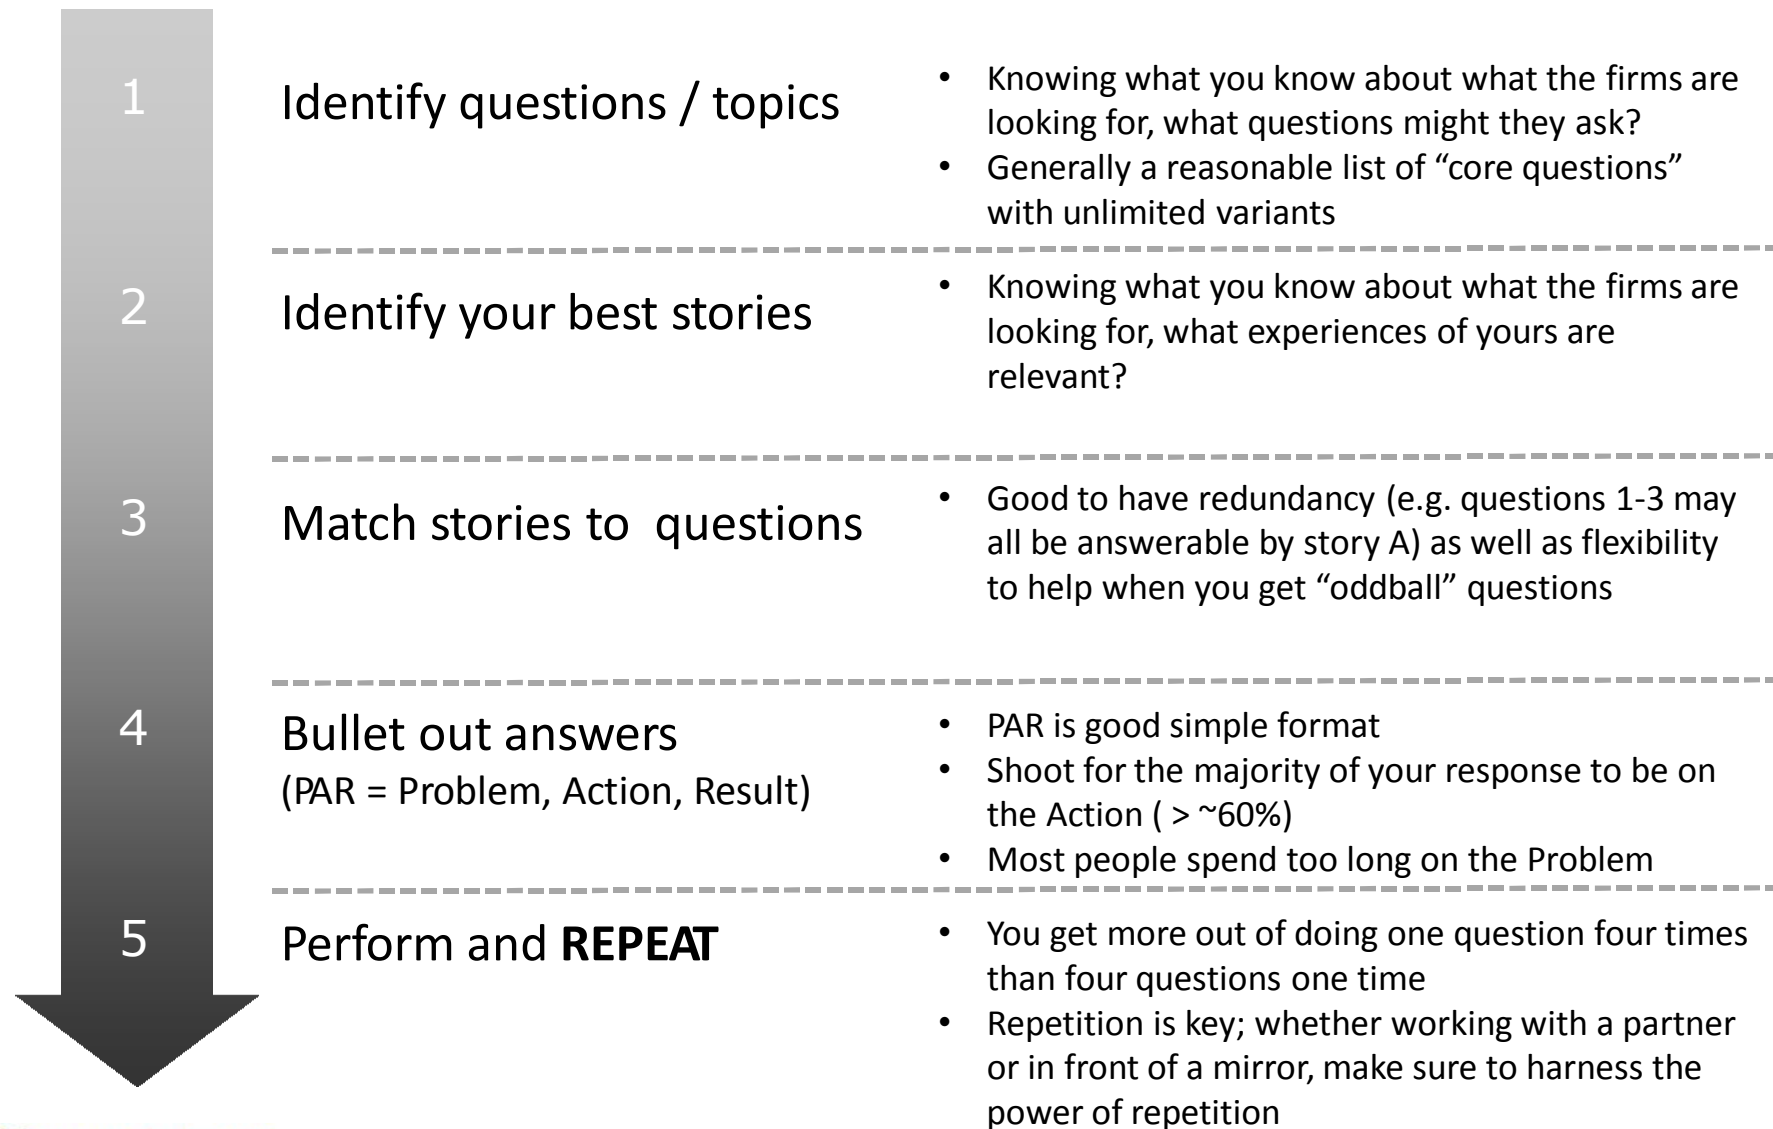 1
Identify questions / topics
• Knowing what you know about what the firms are
looking for, what questions might they ask?
• Generally a reasonable list of “core questions”
with unlimited variants
2
Identify your best stories
• Knowing what you know about what the firms are
looking for, what experiences of yours are
relevant?
3
Match stories to  questions
• Good to have redundancy (e.g. questions 1-3 may
all be answerable by story A) as well as flexibility
to help when you get “oddball” questions
4
Bullet out answers
(PAR = Problem, Action, Result)
• PAR is good simple format
• Shoot for the majority of your response to be on
the Action ( > ~60%)
• Most people spend too long on the Problem
5
Perform and REPEAT
• You get more out of doing one question four times
than four questions one time
• Repetition is key; whether working with a partner
or in front of a mirror, make sure to harness the
power of repetition